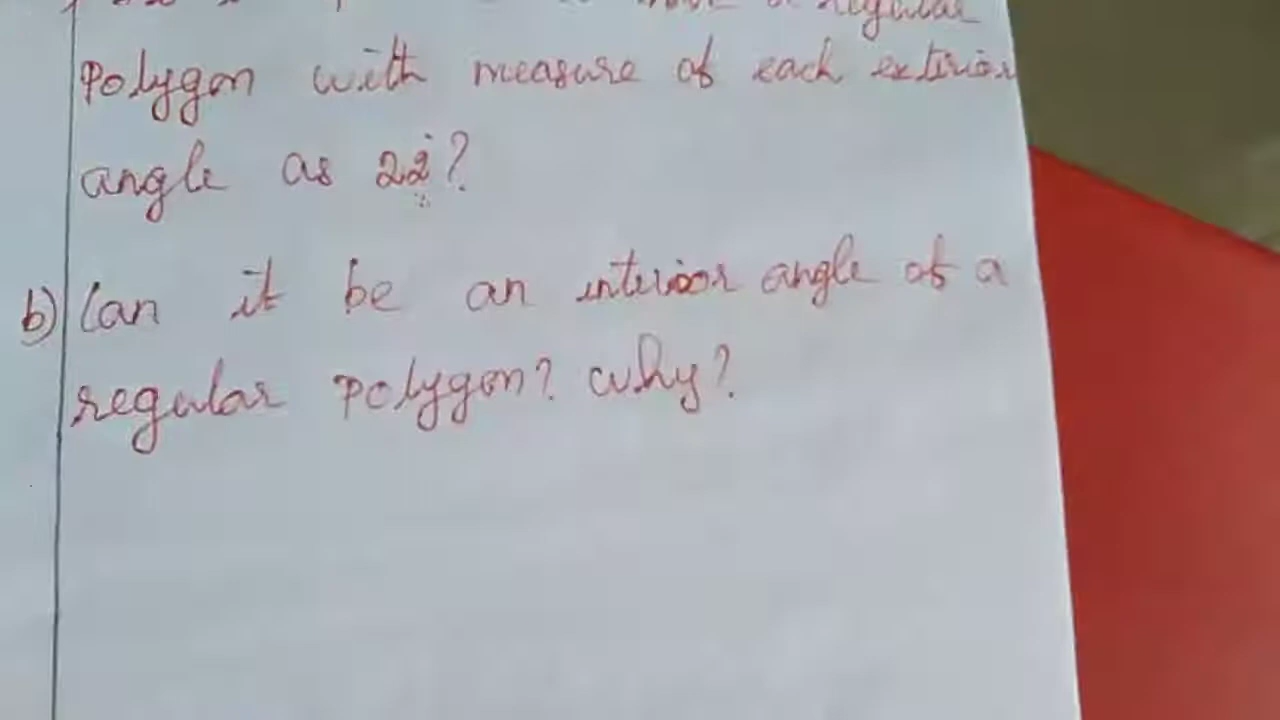 a regular
Polygon with measure of each exterior
angle as 22°?
b) Can it be an interior angle of a
regular Polygon? why?